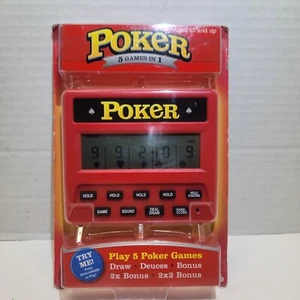 POKER
5 GAMES IN 1
POKER
HOLD HOLD HOLD HOLD
GAME SOUND DEAL DRAW
TRY
ME!
Play 5 Poker Games
Draw Deuces Bonus
2x Bonus 2x2 Bonus